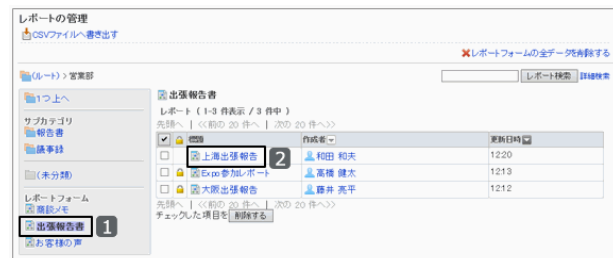 レポートの管理
CSVファイルへ書き出す
レポートフォームの全データを削除する
(ルート) > 営業部
レポート検索 詳細検索
1つ上へ
サブカテゴリ
報告書
議事録
(未分類)
レポートフォーム
商談メモ
出張報告書 1
お客様の声
出張報告書
レポート ( 1-3 件表示 / 3 件中 )
先頭へ | <<前の 20 件へ | 次の 20 件へ>>
標題 作成者 更新日時
上海出張報告 2 和田 和夫 12:20
Expo参加レポート 高橋 健太 12:13
大阪出張報告 藤井 亮平 12:12
先頭へ | <<前の 20 件へ | 次の 20 件へ>>
チェックした項目を 削除する